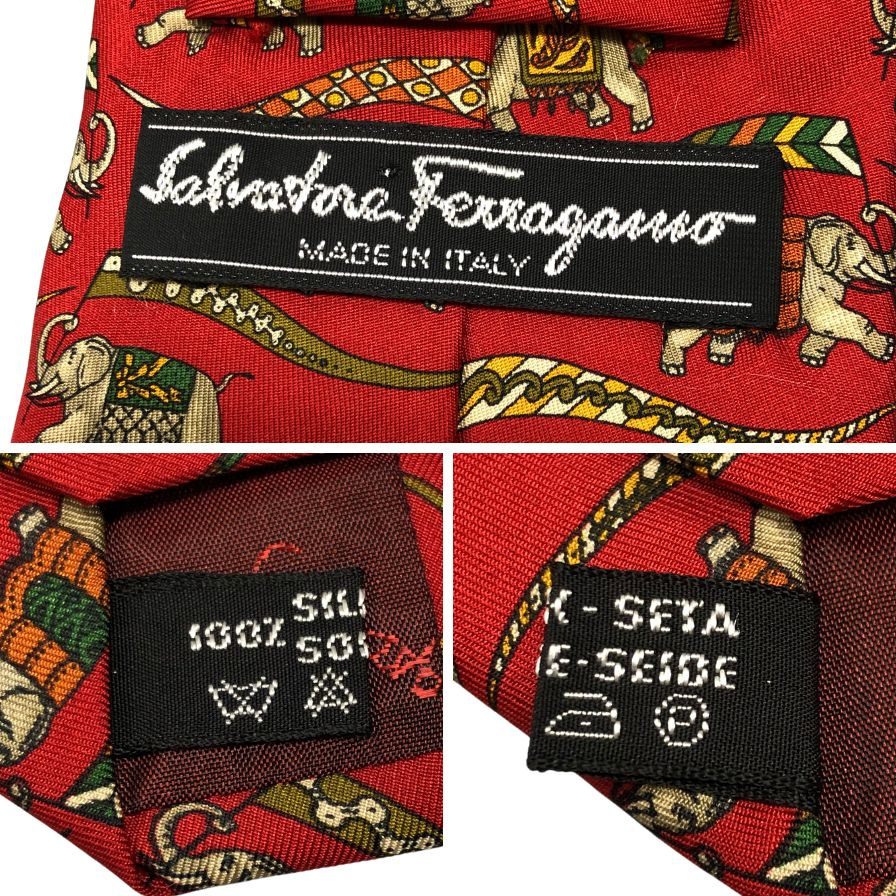 Salvatore Ferragamo
MADE IN ITALY
100% SIL
SOI
K - SETA
E-SEIDE
P